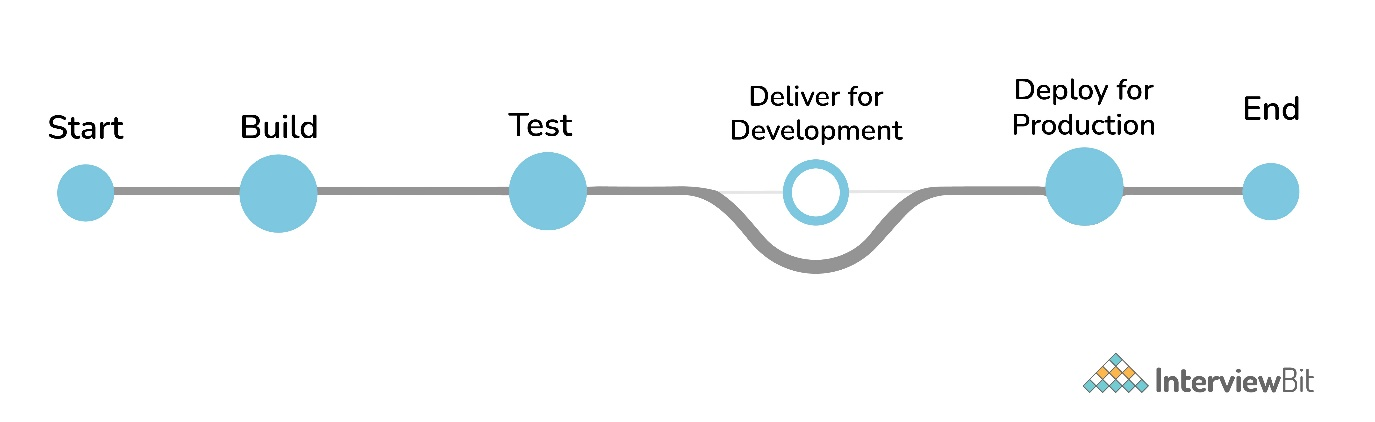 Start
Build
Test
Deliver for
Development
Deploy for
Production
End
InterviewBit